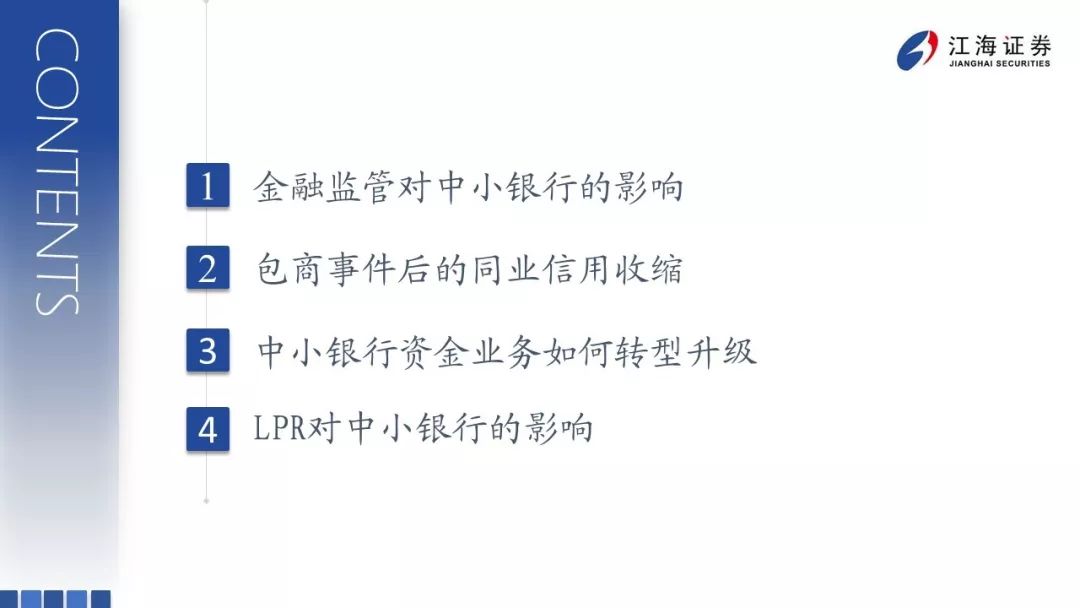 CONTENTS
江海证券
JIANGHAI SECURITIES
1 金融监管对中小银行的影响
2 包商事件后的同业信用收缩
3 中小银行资金业务如何转型升级
4 LPR对中小银行的影响